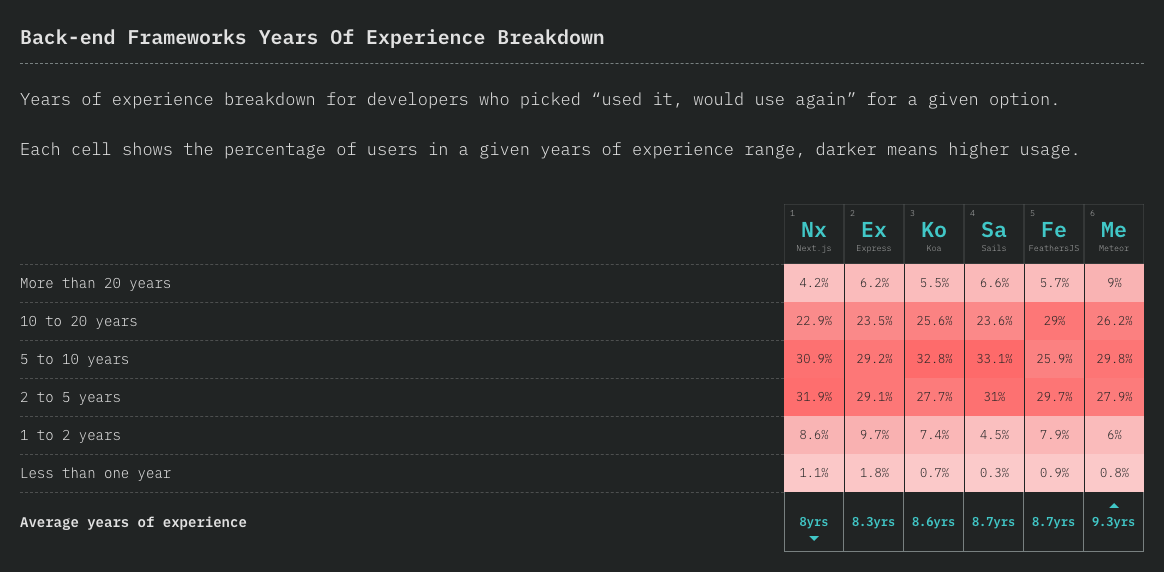 Back-end Frameworks Years Of Experience Breakdown
Years of experience breakdown for developers who picked “used it, would use again” for a given option.
Each cell shows the percentage of users in a given years of experience range, darker means higher usage.
1 2 3 4 5 6
Nx Ex Ko Sa Fe Me
Next.js Express Koa Sails FeathersJS Meteor
More than 20 years 4.2% 6.2% 5.5% 6.6% 5.7% 9%
10 to 20 years 22.9% 23.5% 25.6% 23.6% 29% 26.2%
5 to 10 years 30.9% 29.2% 32.8% 33.1% 25.9% 29.8%
2 to 5 years 31.9% 29.1% 27.7% 31% 29.7% 27.9%
1 to 2 years 8.6% 9.7% 7.4% 4.5% 7.9% 6%
Less than one year 1.1% 1.8% 0.7% 0.3% 0.9% 0.8%
Average years of experience 8yrs 8.3yrs 8.6yrs 8.7yrs 8.7yrs 9.3yrs